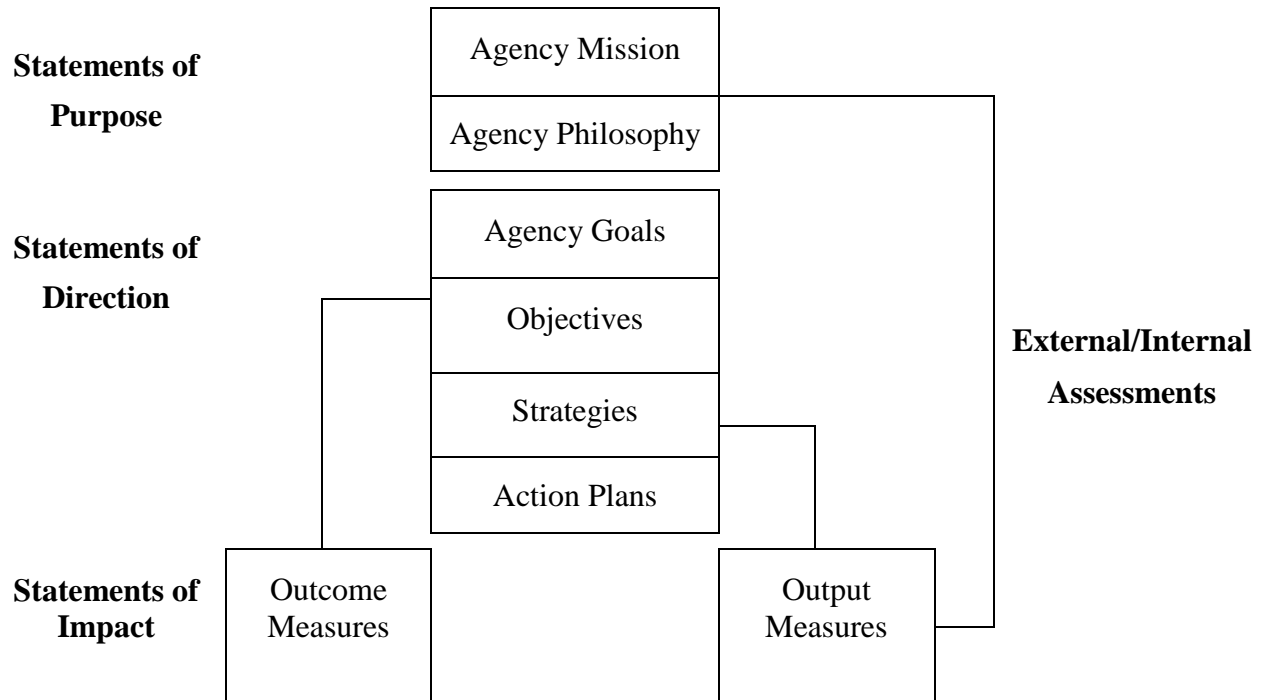 Statements of
Purpose
Agency Mission
Agency Philosophy
Statements of
Direction
Agency Goals
Objectives
Strategies
Action Plans
External/Internal
Assessments
Statements of
Impact
Outcome
Measures
Output
Measures